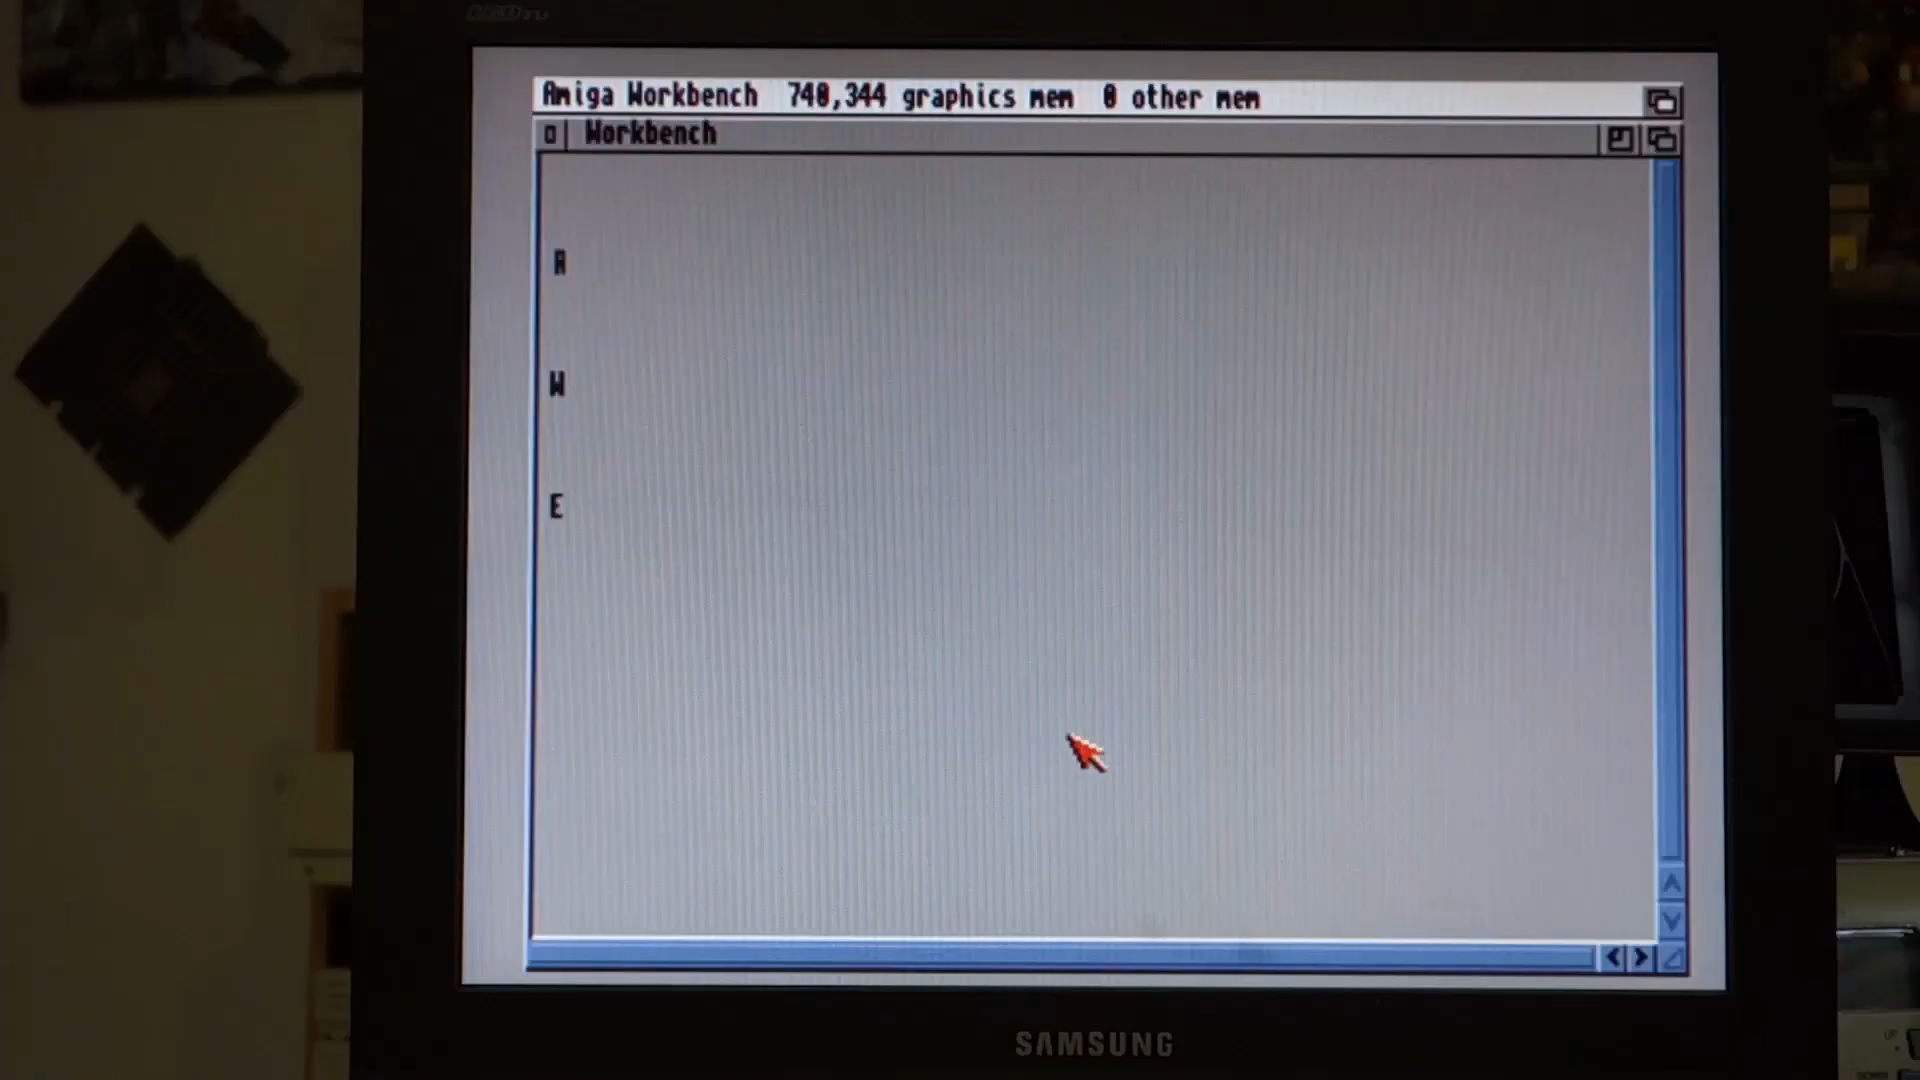 Amiga Workbench 740,344 graphics mem 0 other mem
Workbench
A
W
E
SAMSUNG